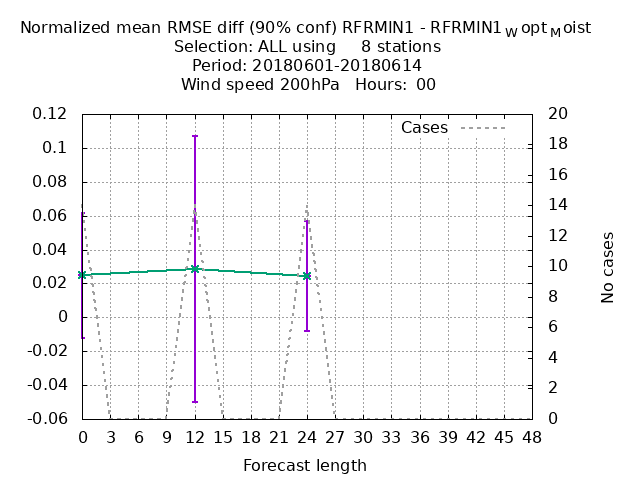 Normalized mean RMSE diff (90% conf) RFRMIN1 - RFRMIN1WoptMoist
Selection: ALL using     8 stations
Period: 20180601-20180614
Wind speed 200hPa   Hours: 00
Cases
0.12
0.1
0.08
0.06
0.04
0.02
0
-0.02
-0.04
-0.06
20
18
16
14
12
10
8
6
4
2
0
No cases
0 3 6 9 12 15 18 21 24 27 30 33 36 39 42 45 48
Forecast length